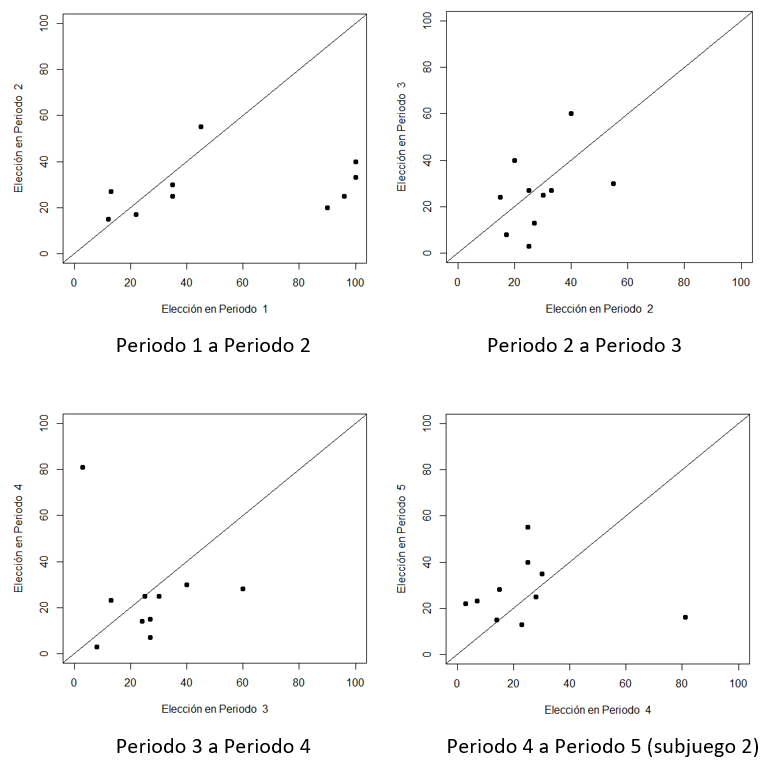 100
80
60
40
20
0
Elección en Periodo 2
0 20 40 60 80 100
Elección en Periodo 1
Periodo 1 a Periodo 2
100
80
60
40
20
0
Elección en Periodo 3
0 20 40 60 80 100
Elección en Periodo 2
Periodo 2 a Periodo 3
100
80
60
40
20
0
Elección en Periodo 4
0 20 40 60 80 100
Elección en Periodo 3
Periodo 3 a Periodo 4
100
80
60
40
20
0
Elección en Periodo 5
0 20 40 60 80 100
Elección en Periodo 4
Periodo 4 a Periodo 5 (subjuego 2)